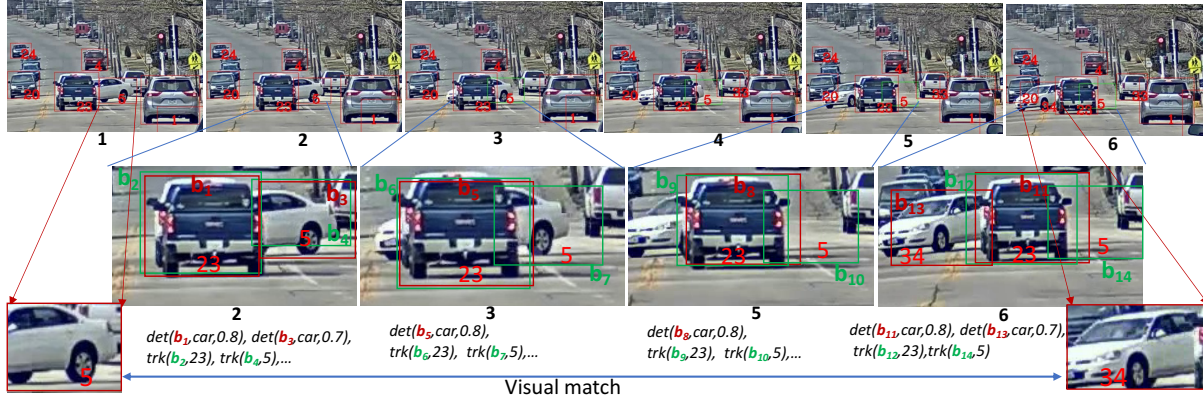 1 2 3 4 5 6
b2 b1 b3 b4 5 23
b6 b5 5 23 b7
b9 b8 5 23 b10
b12 b11 b13 34 23 5 b14
2 3 5 6
det(b1,car,0.8), det(b3,car,0.7),
trk(b2,23), trk(b4,5),...
det(b5,car,0.8),
trk(b6,23), trk(b7,5),...
det(b8,car,0.8),
trk(b9,23), trk(b10,5),...
det(b11,car,0.8), det(b13,car,0.7),
trk(b12,23),trk(b14,5)
5
34
Visual match